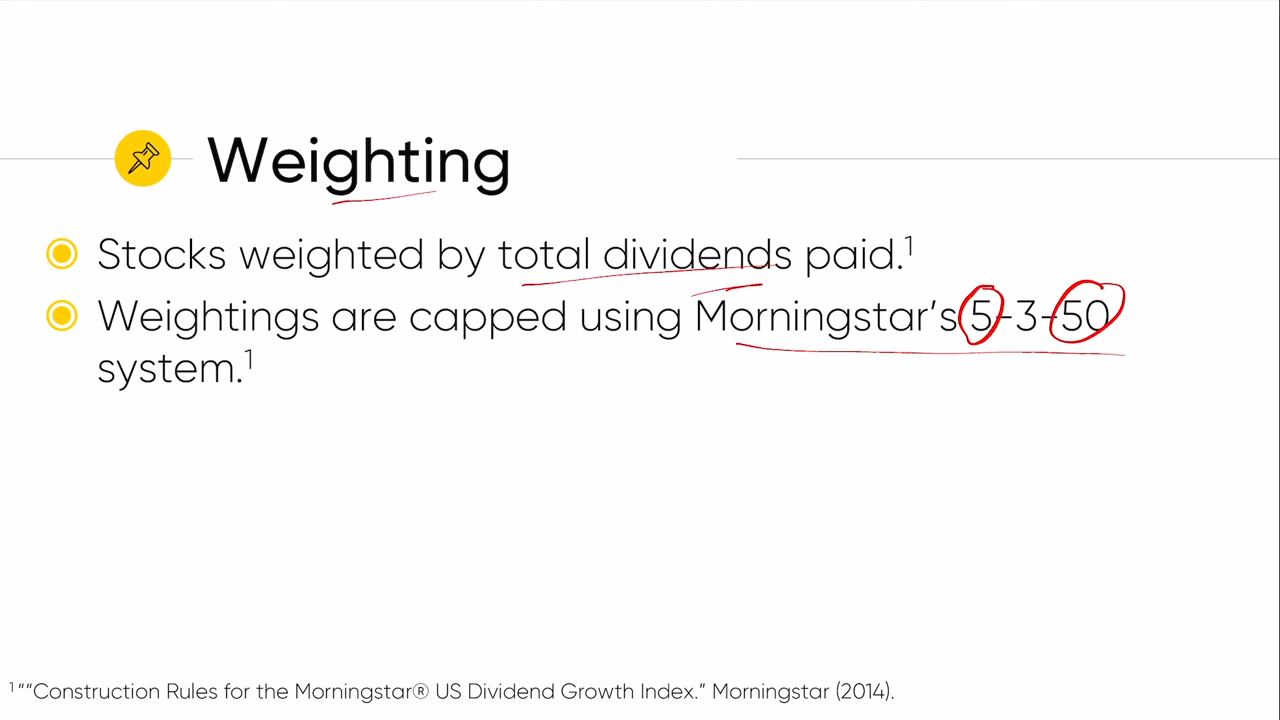 Weighting
Stocks weighted by total dividends paid.¹
Weightings are capped using Morningstar’s 5-3-50
system.¹
¹““Construction Rules for the Morningstar® US Dividend Growth Index.” Morningstar (2014).